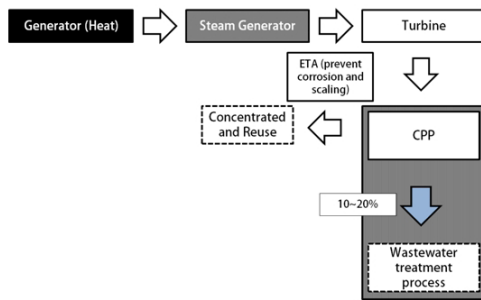 Generator (Heat)
Steam Generator
Turbine
ETA (prevent
corrosion and
scaling)
Concentrated
and Reuse
CPP
10~20%
Wastewater
treatment
process